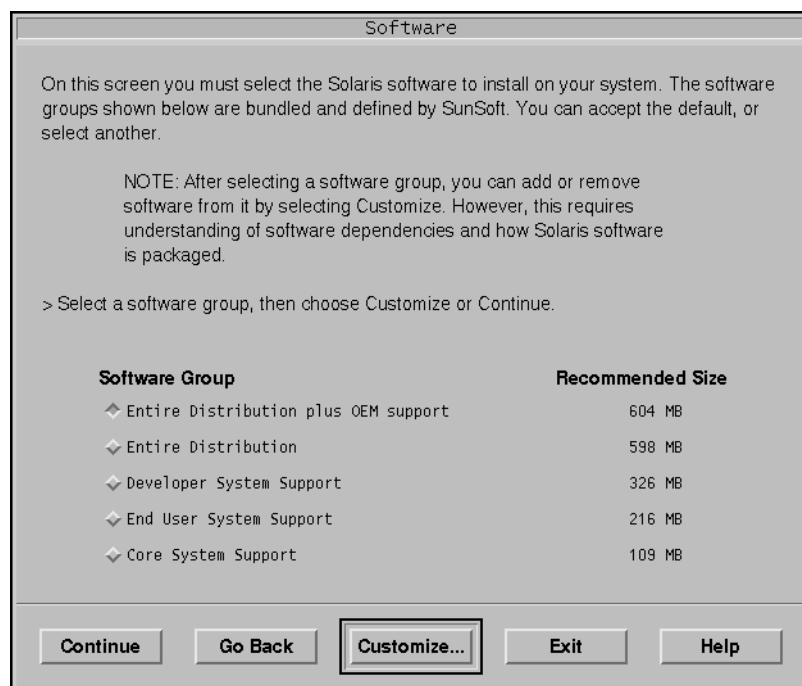 Software
On this screen you must select the Solaris software to install on your system. The software
groups shown below are bundled and defined by SunSoft. You can accept the default, or
select another.
NOTE: After selecting a software group, you can add or remove
software from it by selecting Customize. However, this requires
understanding of software dependencies and how Solaris software
is packaged.
> Select a software group, then choose Customize or Continue.
Software Group Recommended Size
Entire Distribution plus OEM support 604 MB
Entire Distribution 598 MB
Developer System Support 326 MB
End User System Support 216 MB
Core System Support 109 MB
Continue Go Back Customize... Exit Help